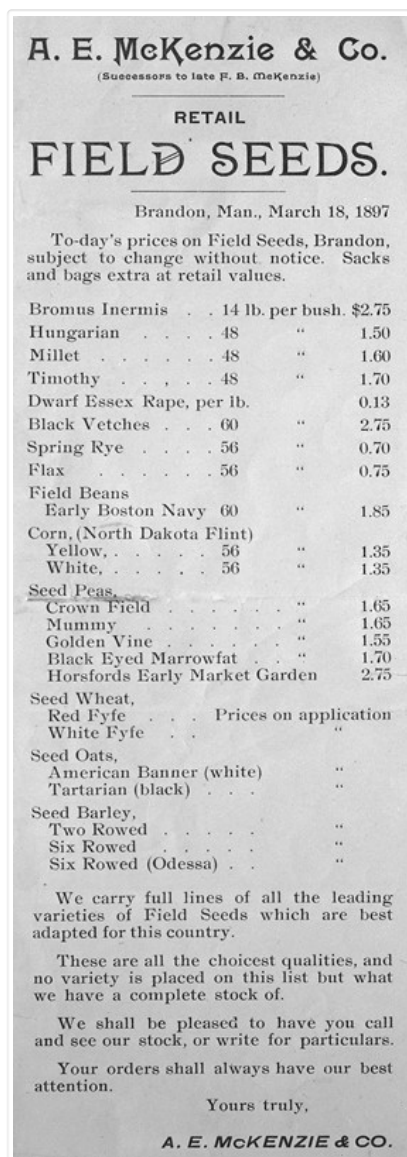 A. E. McKenzie & Co.
(Successors to late F. B. McKenzie)
RETAIL
FIELD SEEDS.
Brandon, Man., March 18, 1897
To-day's prices on Field Seeds, Brandon,
subject to change without notice. Sacks
and bags extra at retail values.
Bromus Inermis . . 14 lb. per bush. $2.75
Hungarian . . . . 48 " 1.50
Millet . . . . . . 48 " 1.60
Timothy . . , . . 48 " 1.70
Dwarf Essex Rape, per lb. 0.13
Black Vetches . . . 60 " 2.75
Spring Rye . . . . 56 " 0.70
Flax . . . . . . 56 " 0.75
Field Beans
Early Boston Navy 60 " 1.85
Corn, (North Dakota Flint)
Yellow, . . . . . 56 " 1.35
White, . . . . . 56 " 1.35
Seed Peas,
Crown Field . . . . . . " 1.65
Mummy . . . . . . " 1.65
Golden Vine . . . . . . " 1.55
Black Eyed Marrowfat . . " 1.70
Horsfords Early Market Garden 2.75
Seed Wheat,
Red Fyfe . . . Prices on application
White Fyfe . . "
Seed Oats,
American Banner (white) "
Tartarian (black) . . . "
Seed Barley,
Two Rowed . . . . . "
Six Rowed . . . . . "
Six Rowed (Odessa) . . "
We carry full lines of all the leading
varieties of Field Seeds which are best
adapted for this country.
These are all the choicest qualities, and
no variety is placed on this list but what
we have a complete stock of.
We shall be pleased to have you call
and see our stock, or write for particulars.
Your orders shall always have our best
attention.
Yours truly,
A. E. McKENZIE & CO.